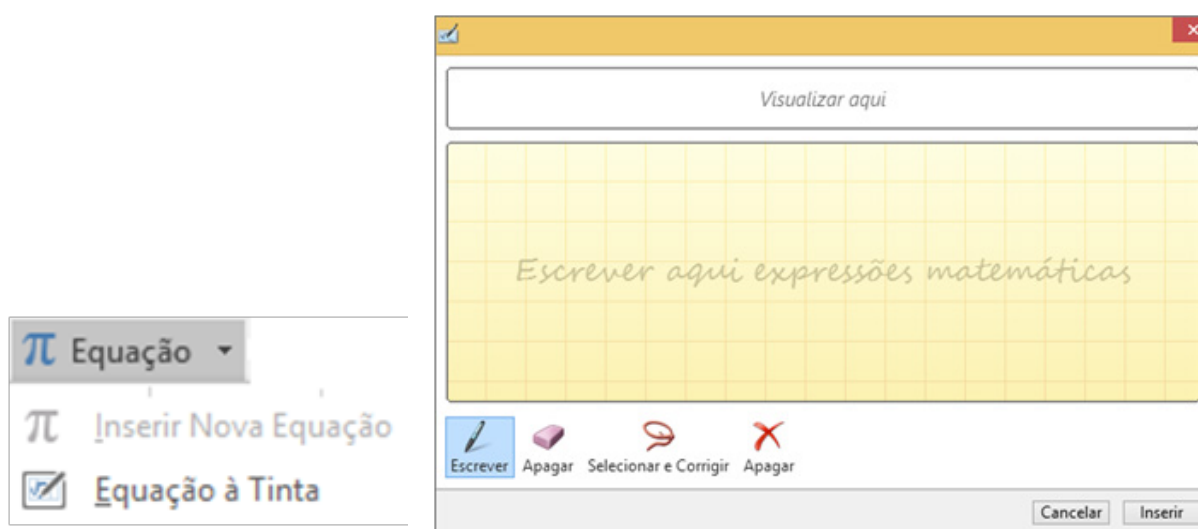 π Equação
π Inserir Nova Equação
Equação à Tinta
Visualizar aqui
Escrever aqui expressões matemáticas
Escrever Apagar Selecionar e Corrigir Apagar
Cancelar Inserir